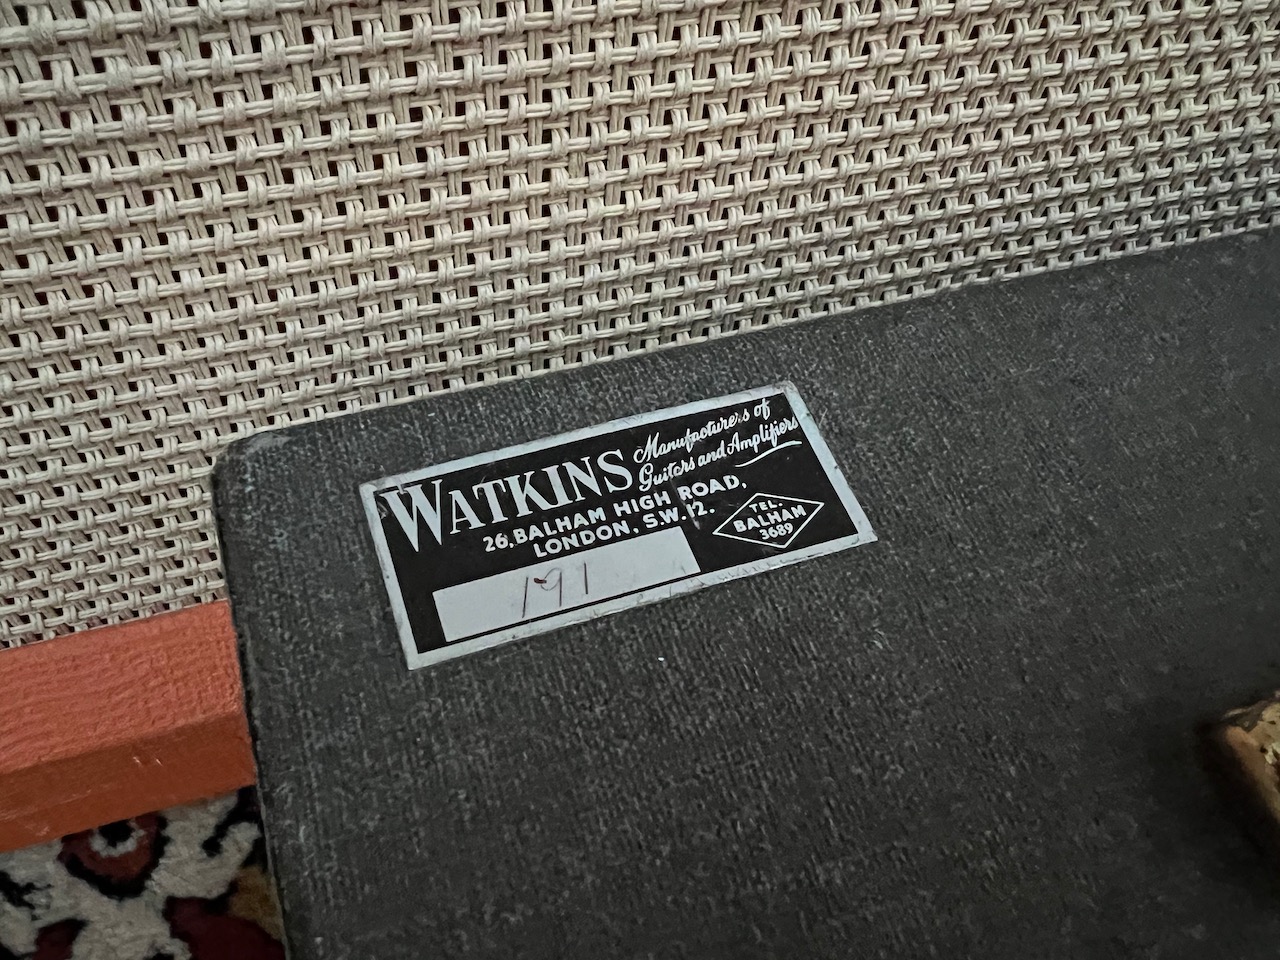 WATKINS
Manufacturers of
Guitars and Amplifiers
26, BALHAM HIGH ROAD,
LONDON, S.W.12.
TEL.
BALHAM
3689
191